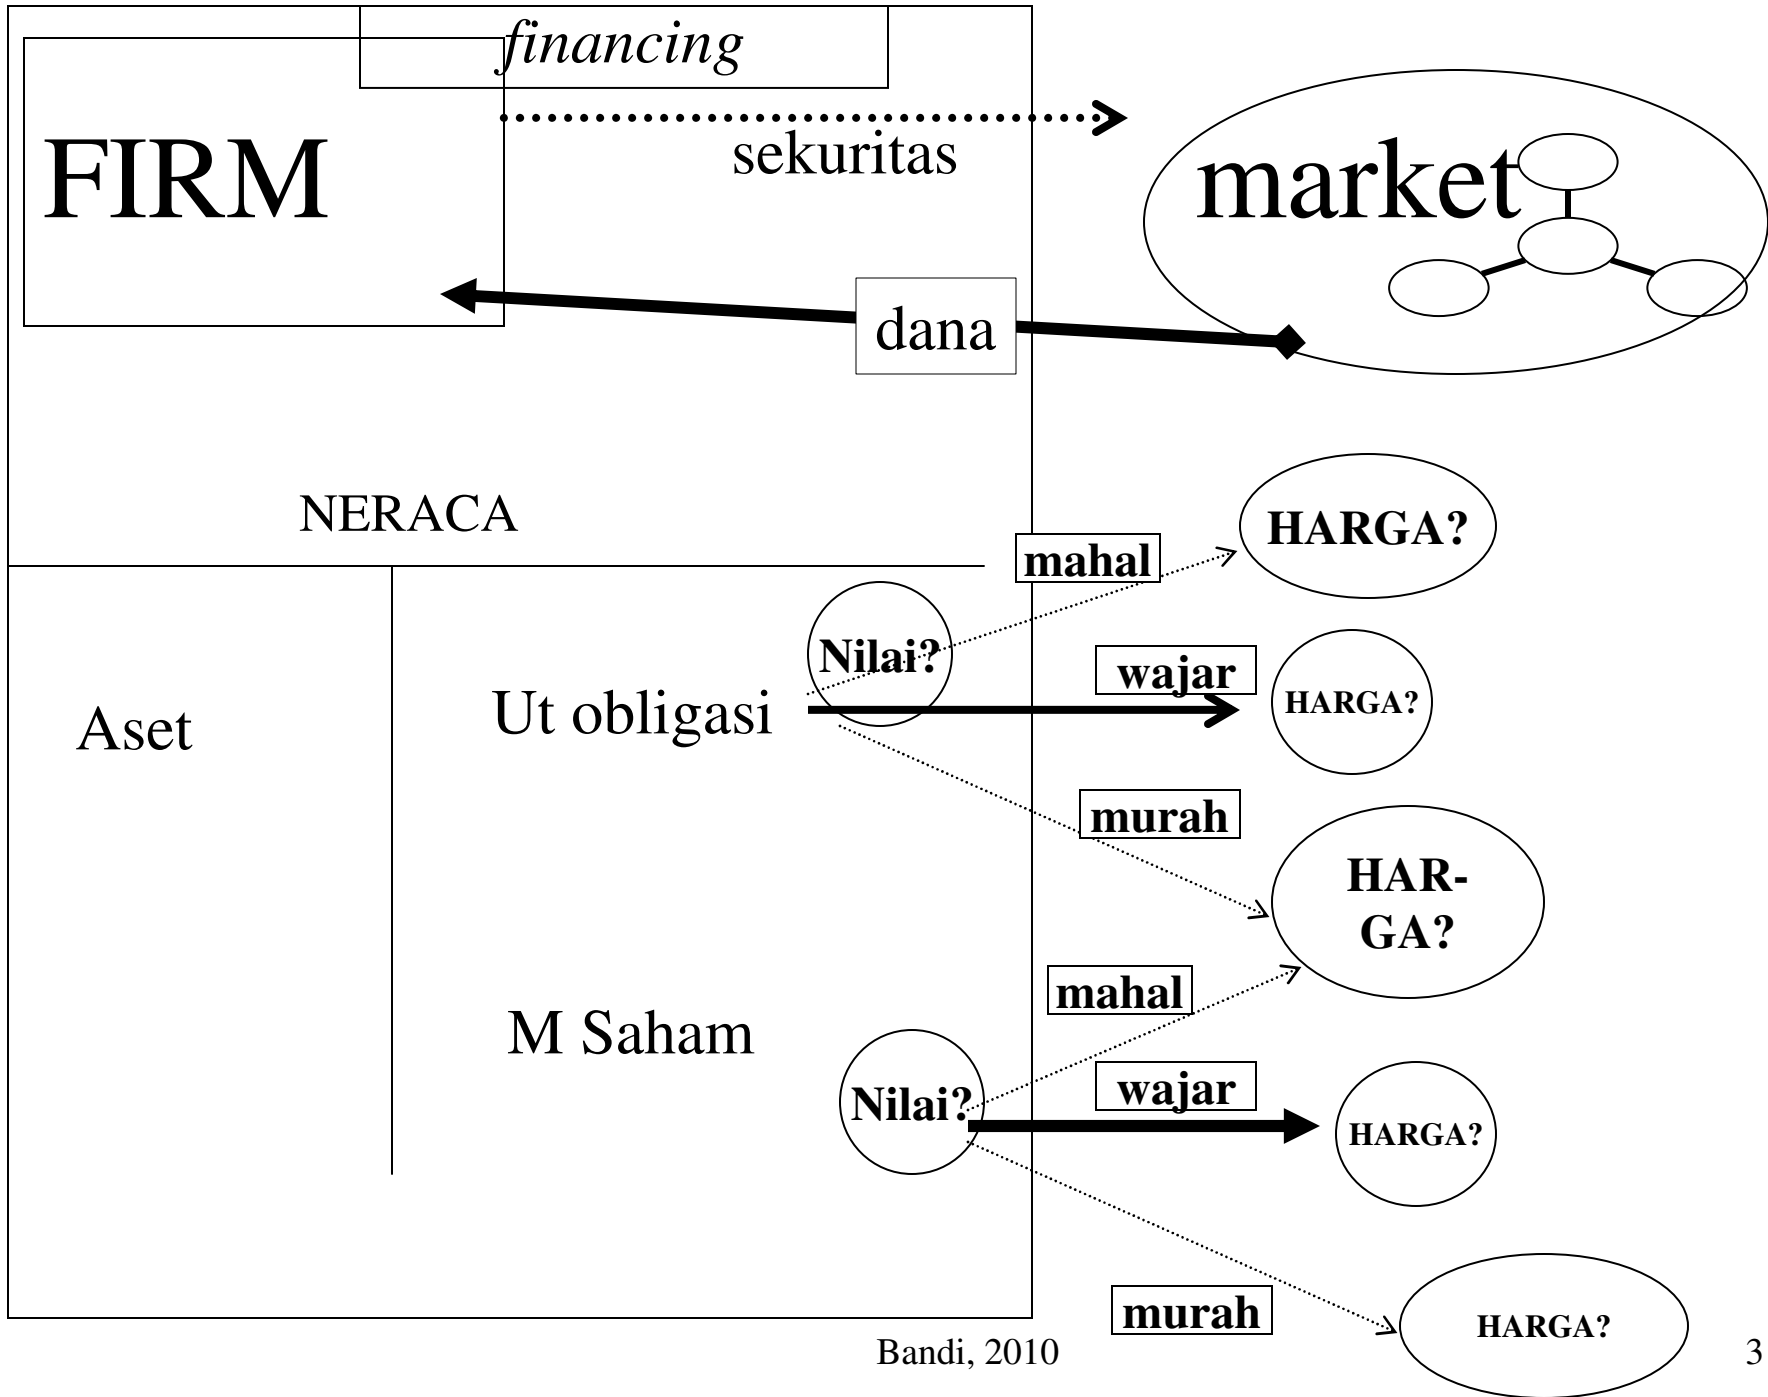 financing
FIRM
sekuritas
market
dana
NERACA
HARGA?
mahal
Nilai?
wajar
HARGA?
Aset
Ut obligasi
murah
HAR-
GA?
mahal
M Saham
wajar
Nilai?
HARGA?
murah
HARGA?
Bandi, 2010
3